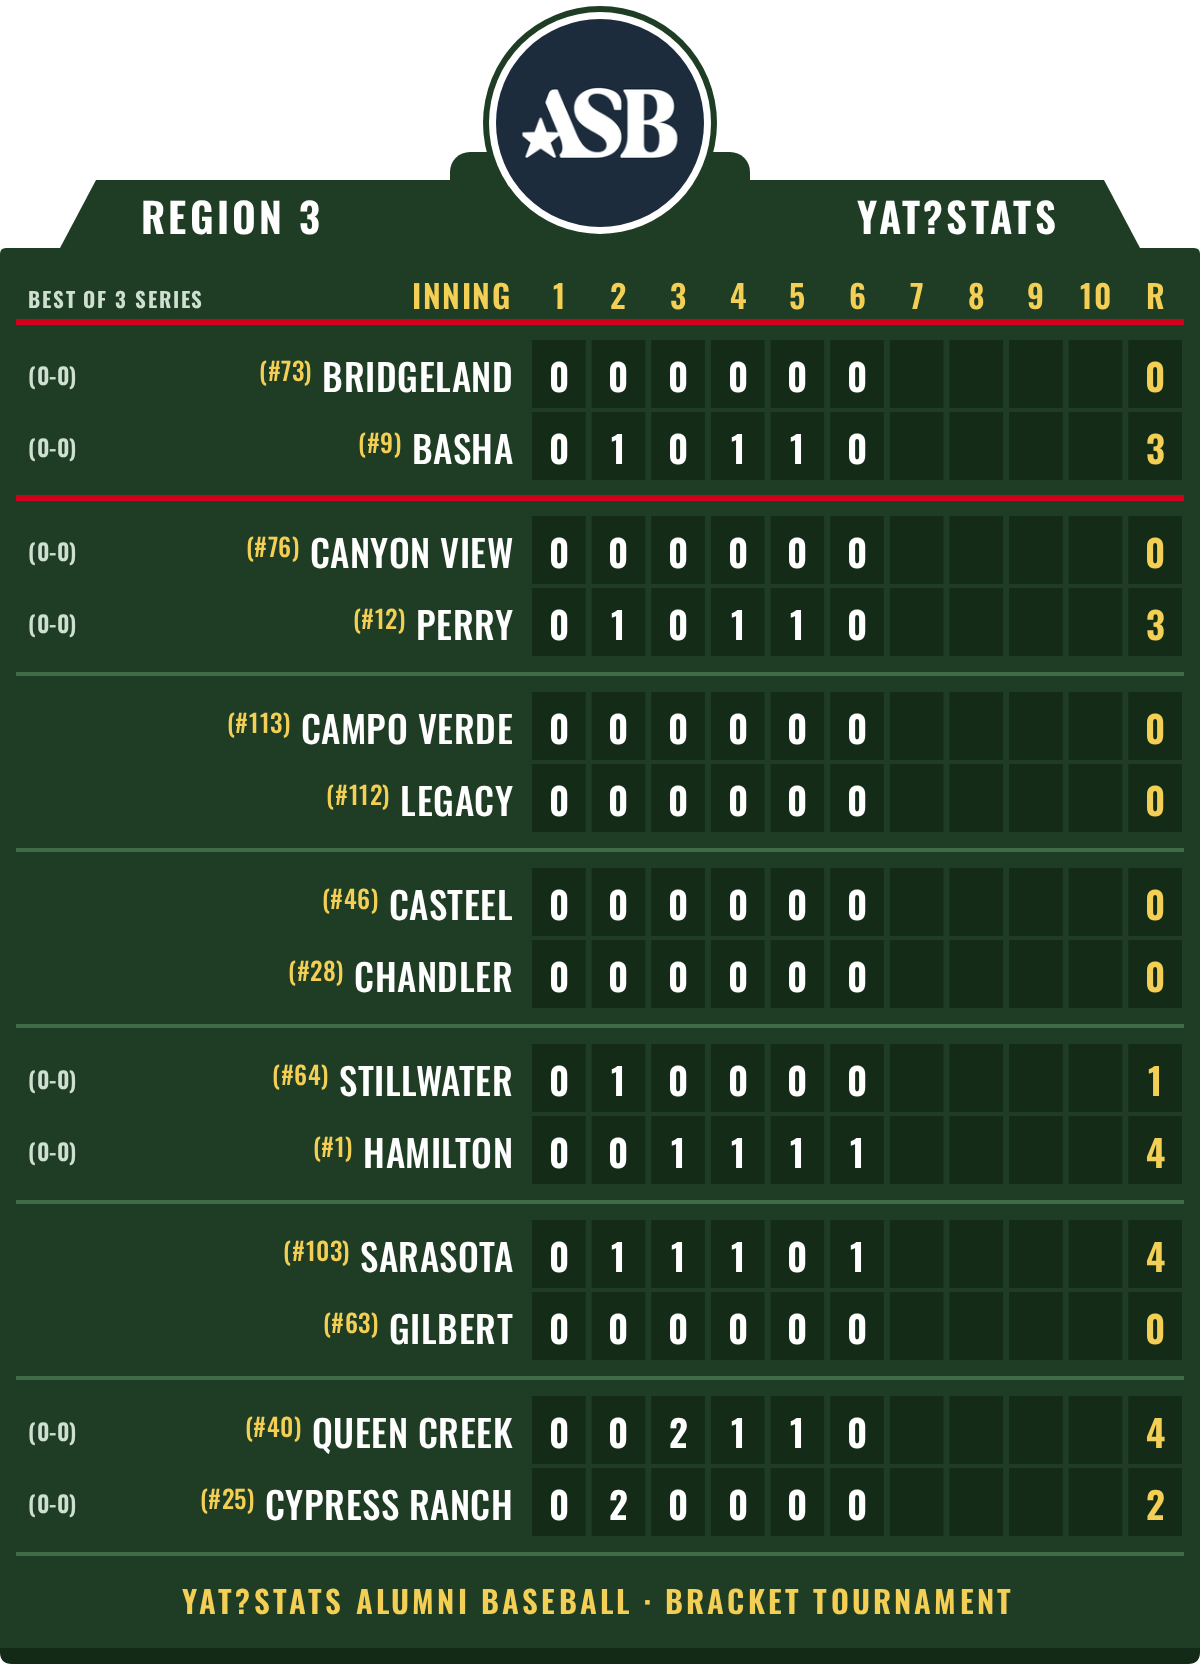 ASB
REGION 3 YAT?STATS
BEST OF 3 SERIES INNING 1 2 3 4 5 6 7 8 9 10 R
(0-0) (#73) BRIDGELAND 0 0 0 0 0 0 0
(0-0) (#9) BASHA 0 1 0 1 1 0 3
(0-0) (#76) CANYON VIEW 0 0 0 0 0 0 0
(0-0) (#12) PERRY 0 1 0 1 1 0 3
(#113) CAMPO VERDE 0 0 0 0 0 0 0
(#112) LEGACY 0 0 0 0 0 0 0
(#46) CASTEEL 0 0 0 0 0 0 0
(#28) CHANDLER 0 0 0 0 0 0 0
(0-0) (#64) STILLWATER 0 1 0 0 0 0 1
(0-0) (#1) HAMILTON 0 0 1 1 1 1 4
(#103) SARASOTA 0 1 1 1 0 1 4
(#63) GILBERT 0 0 0 0 0 0 0
(0-0) (#40) QUEEN CREEK 0 0 2 1 1 0 4
(0-0) (#25) CYPRESS RANCH 0 2 0 0 0 0 2
YAT?STATS ALUMNI BASEBALL · BRACKET TOURNAMENT